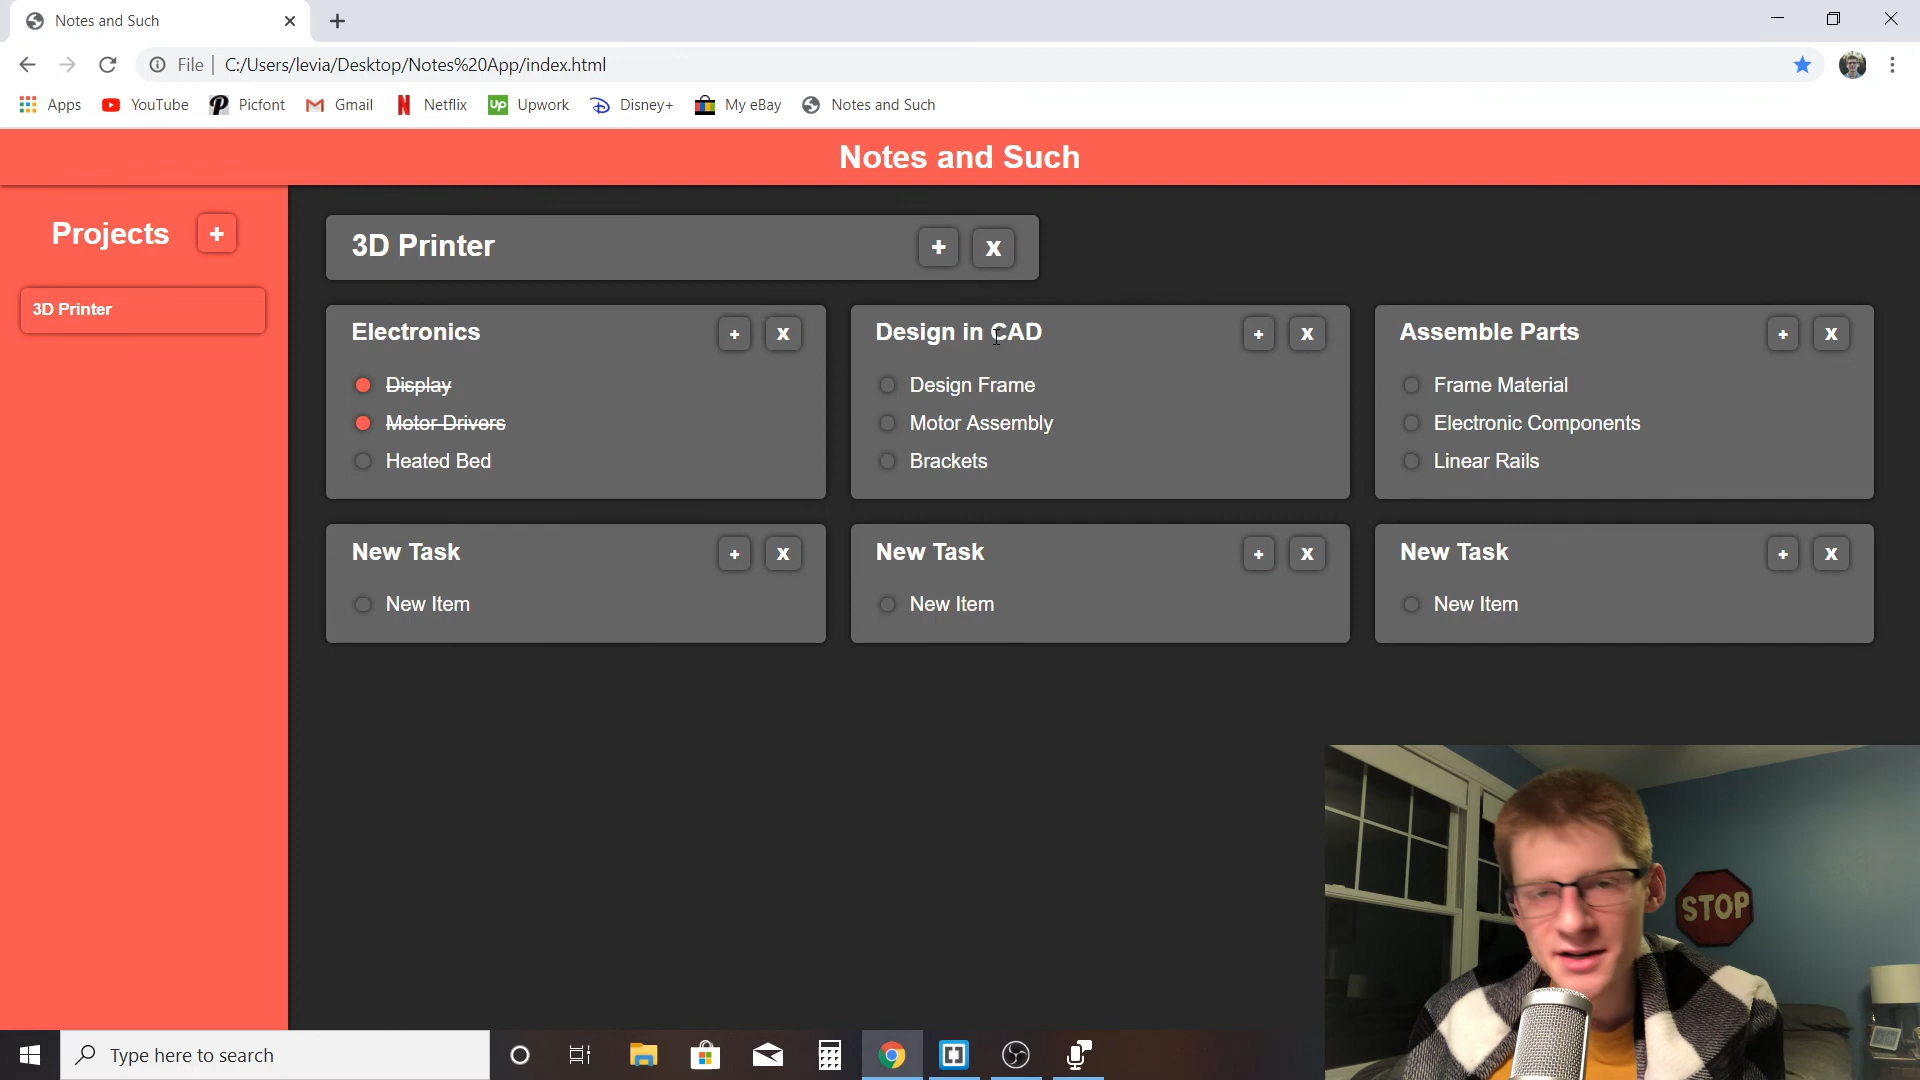 Notes and Such
File | C:/Users/levia/Desktop/Notes%20App/index.html
Apps YouTube Picfont Gmail Netflix Up Upwork Disney+ My eBay Notes and Such
Notes and Such
Projects +
3D Printer
3D Printer + X
Electronics + X
Display
Motor Drivers
Heated Bed
Design in CAD + X
Design Frame
Motor Assembly
Brackets
Assemble Parts + X
Frame Material
Electronic Components
Linear Rails
New Task + X
New Item
New Task + X
New Item
New Task + X
New Item
STOP
Type here to search